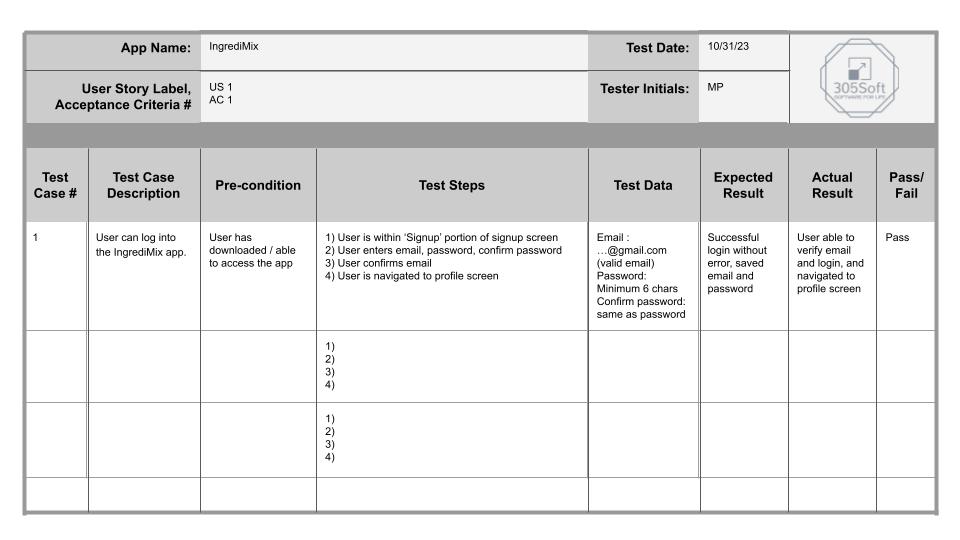 App Name:
IngrediMix
Test Date:
10/31/23
305Soft
SOFTWARE FOR LIFE
User Story Label,
Acceptance Criteria #
US 1
AC 1
Tester Initials:
MP
Test
Case #
Test Case
Description
Pre-condition
Test Steps
Test Data
Expected
Result
Actual
Result
Pass/
Fail
1
User can log into
the IngrediMix app.
User has
downloaded / able
to access the app
1) User is within ‘Signup’ portion of signup screen
2) User enters email, password, confirm password
3) User confirms email
4) User is navigated to profile screen
Email :
…@gmail.com
(valid email)
Password:
Minimum 6 chars
Confirm password:
same as password
Successful
login without
error, saved
email and
password
User able to
verify email
and login, and
navigated to
profile screen
Pass
1)
2)
3)
4)
1)
2)
3)
4)